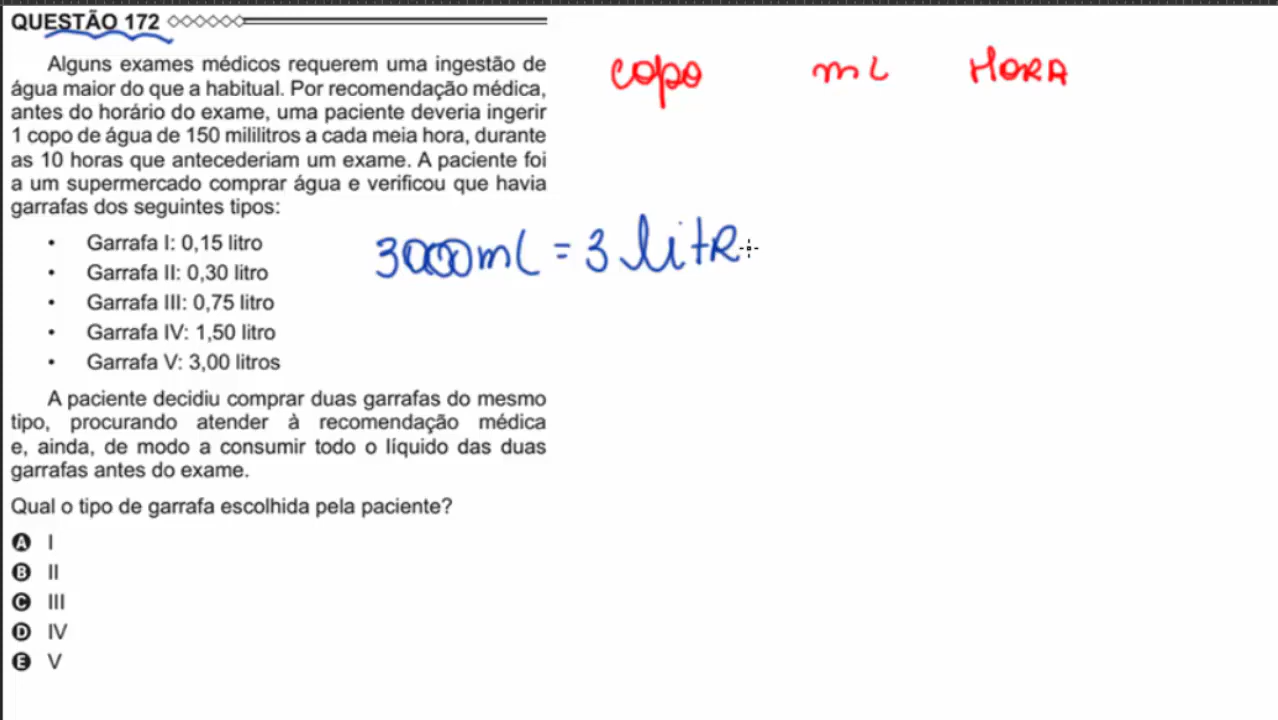 QUESTÃO 172
Alguns exames médicos requerem uma ingestão de
água maior do que a habitual. Por recomendação médica,
antes do horário do exame, uma paciente deveria ingerir
1 copo de água de 150 mililitros a cada meia hora, durante
as 10 horas que antecederiam um exame. A paciente foi
a um supermercado comprar água e verificou que havia
garrafas dos seguintes tipos:
• Garrafa I: 0,15 litro
• Garrafa II: 0,30 litro
• Garrafa III: 0,75 litro
• Garrafa IV: 1,50 litro
• Garrafa V: 3,00 litros
A paciente decidiu comprar duas garrafas do mesmo
tipo, procurando atender à recomendação médica
e, ainda, de modo a consumir todo o líquido das duas
garrafas antes do exame.
Qual o tipo de garrafa escolhida pela paciente?
A I
B II
C III
D IV
E V
COPO mL HORA
3000mL = 3 litR